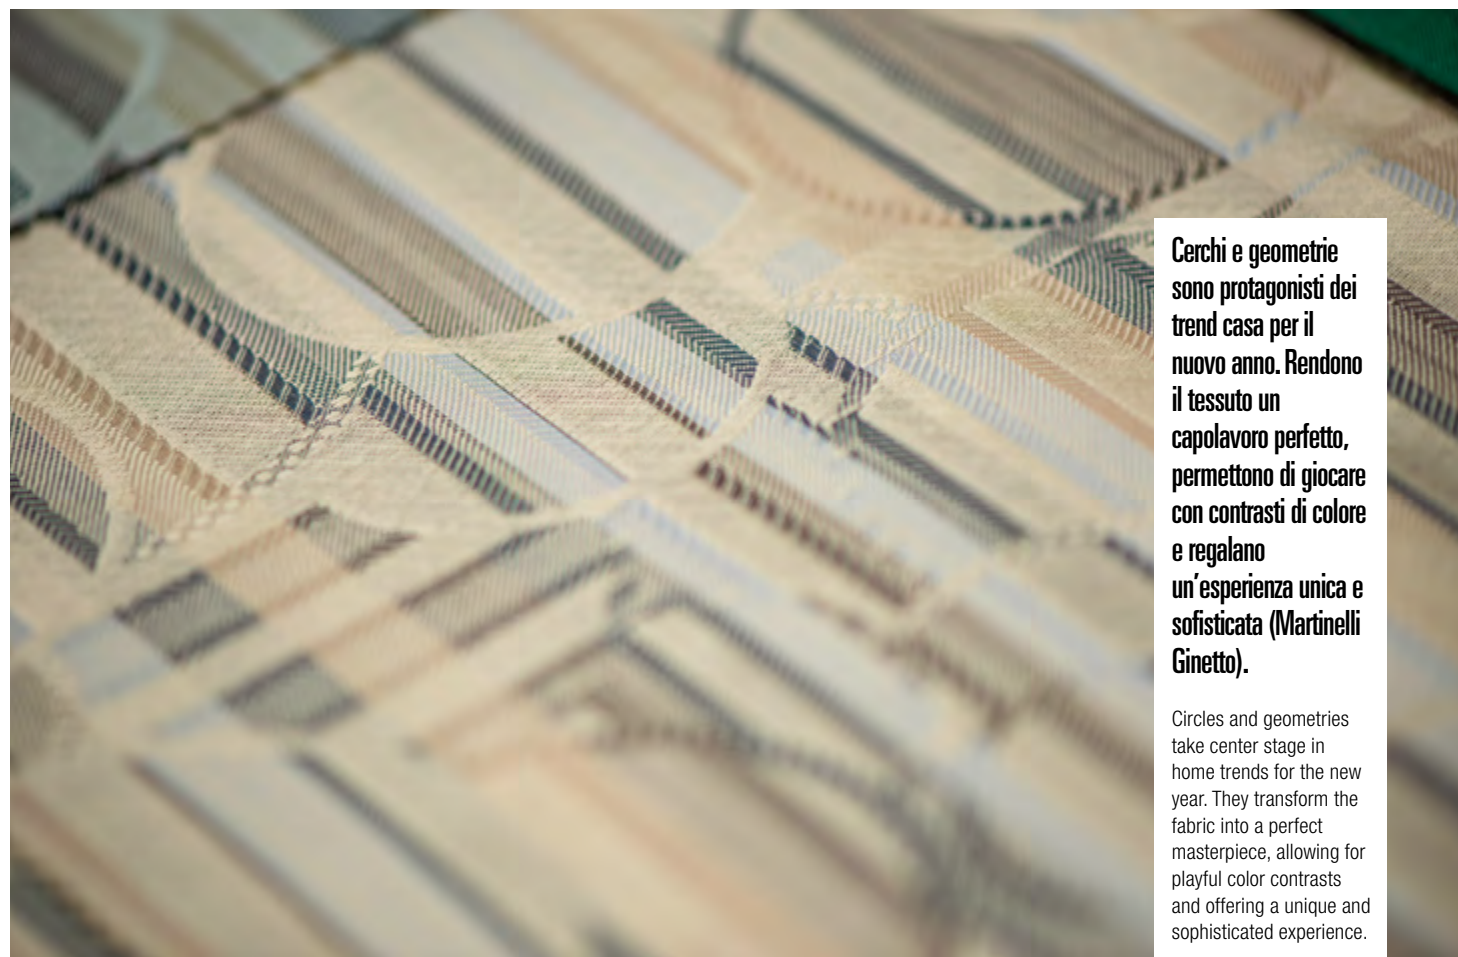 Cerchi e geometrie
sono protagonisti dei
trend casa per il
nuovo anno. Rendono
il tessuto un
capolavoro perfetto,
permettono di giocare
con contrasti di colore
e regalano
un’esperienza unica e
sofisticata (Martinelli
Ginetto).
Circles and geometries
take center stage in
home trends for the new
year. They transform the
fabric into a perfect
masterpiece, allowing for
playful color contrasts
and offering a unique and
sophisticated experience.